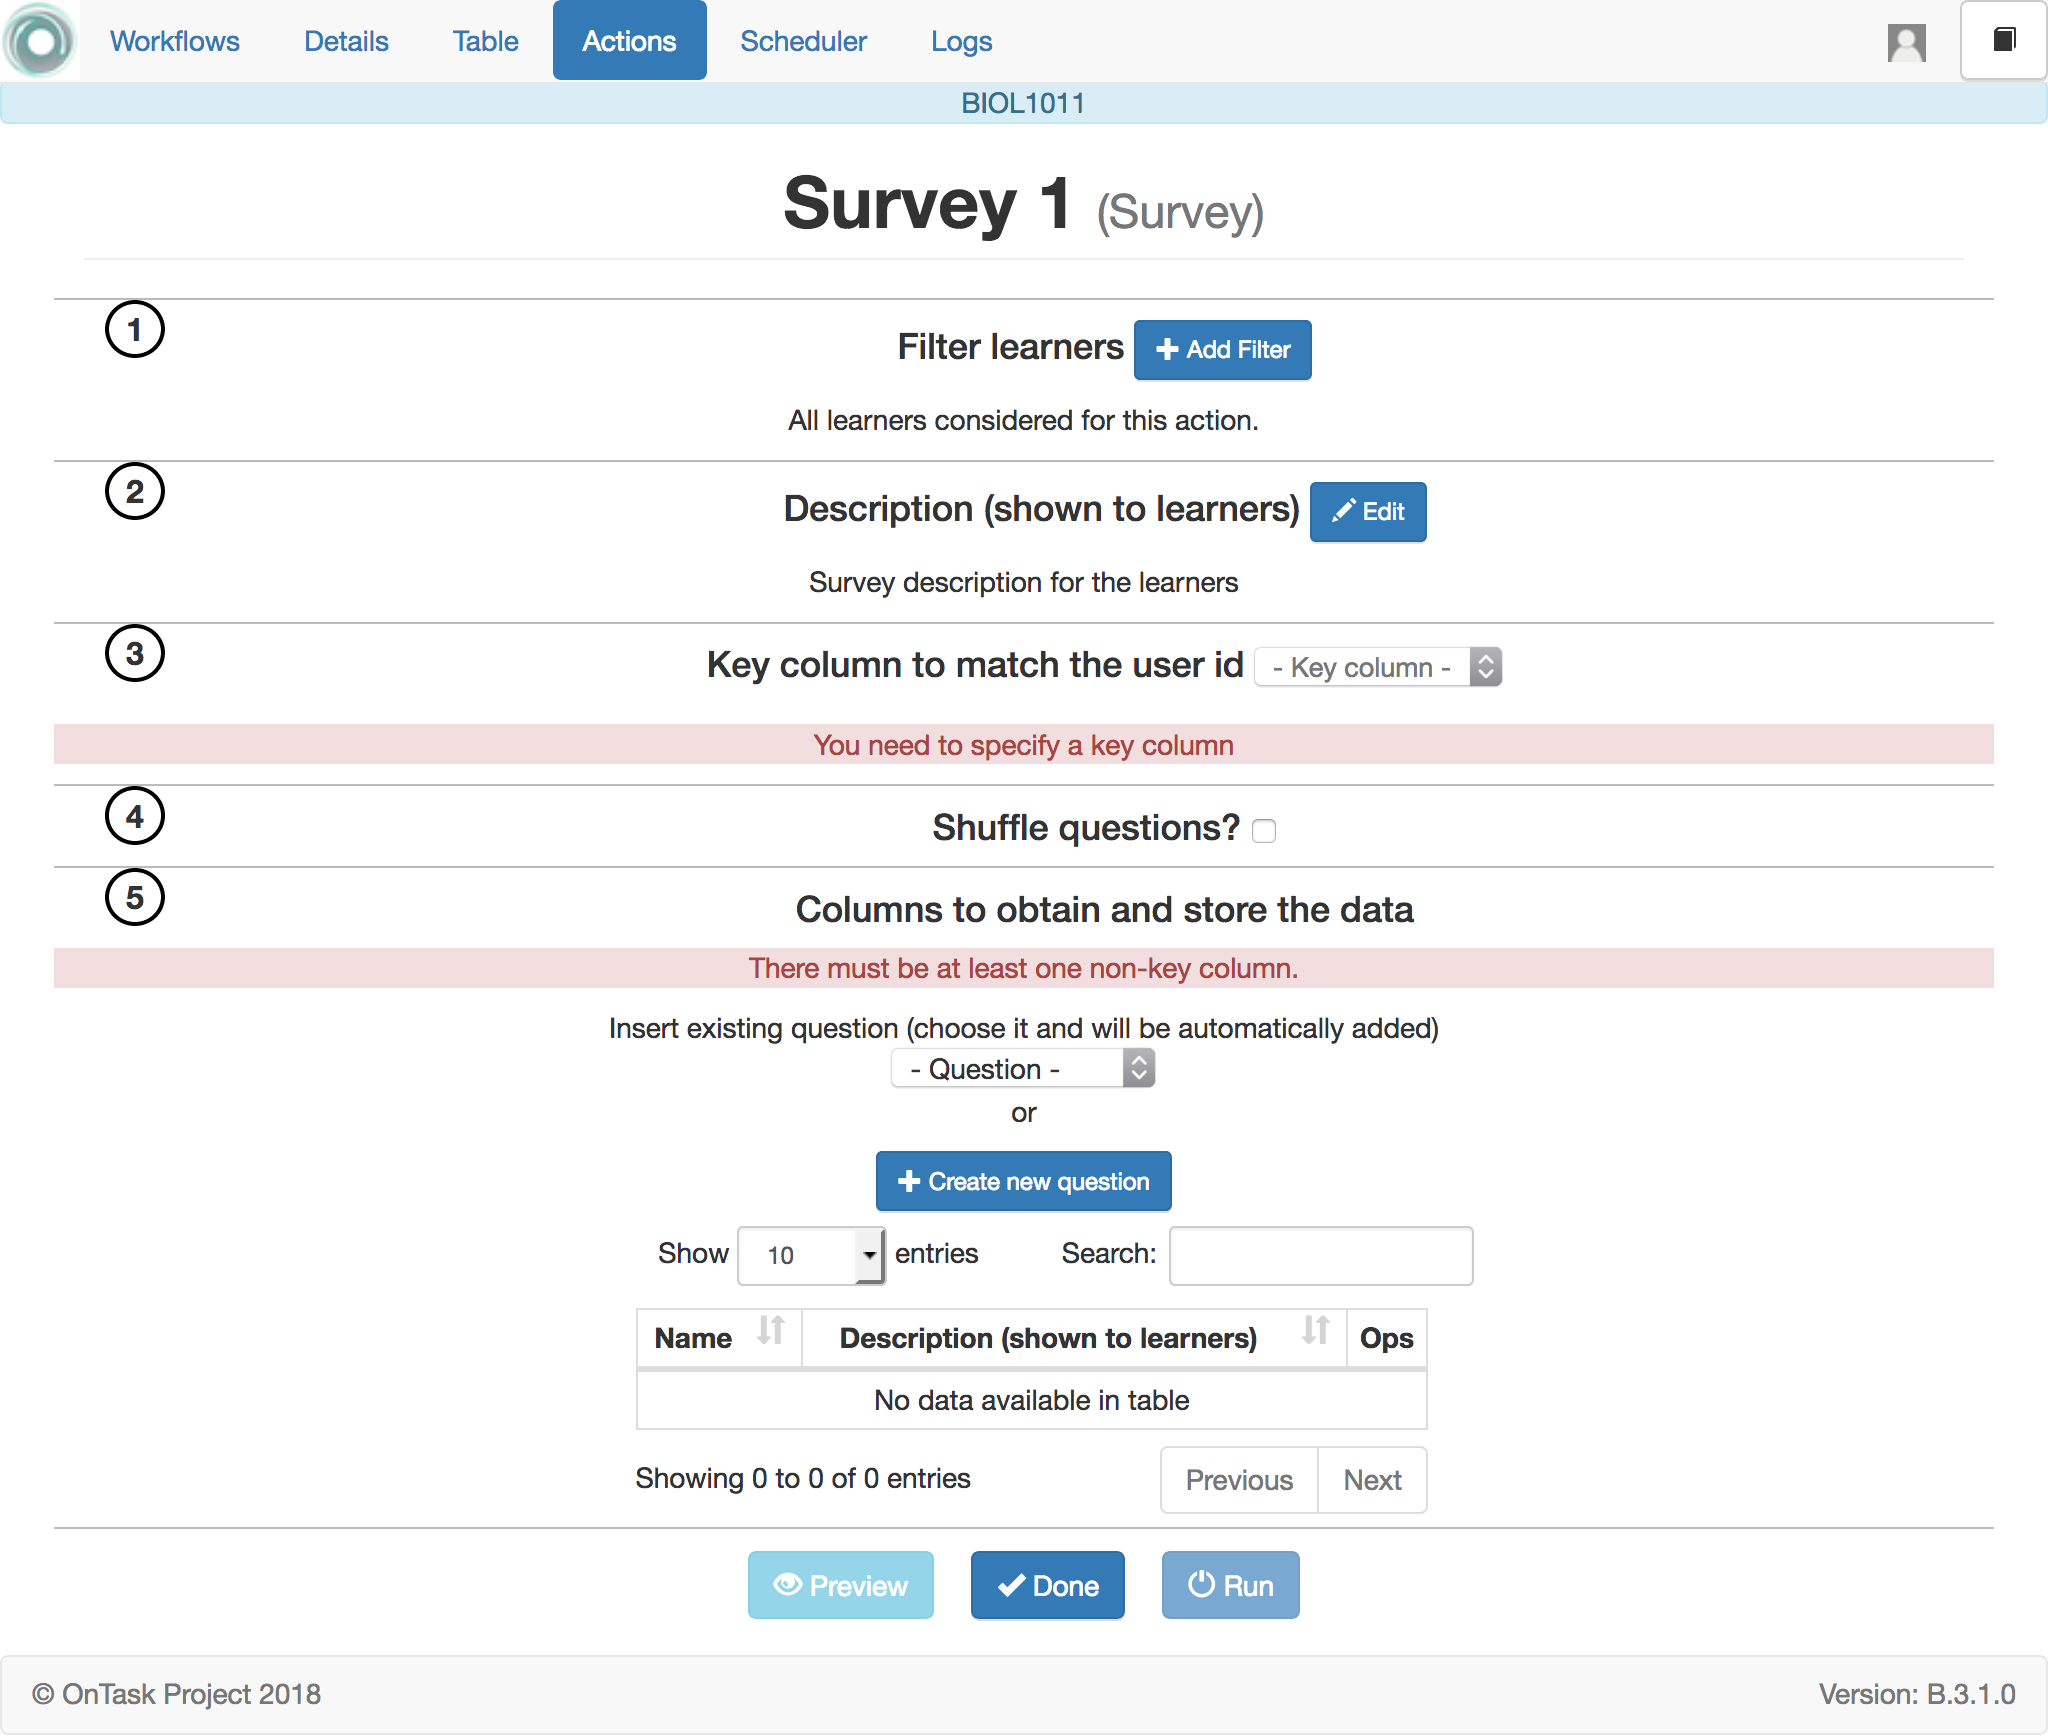 Workflows Details Table Actions Scheduler Logs
BIOL1011
Survey 1 (Survey)
1
Filter learners Add Filter
All learners considered for this action.
2
Description (shown to learners) Edit
Survey description for the learners
3
Key column to match the user id - Key column -
You need to specify a key column
4
Shuffle questions?
5
Columns to obtain and store the data
There must be at least one non-key column.
Insert existing question (choose it and will be automatically added)
- Question -
or
Create new question
Show 10 entries Search:
Name Description (shown to learners) Ops
No data available in table
Showing 0 to 0 of 0 entries Previous Next
Preview Done Run
© OnTask Project 2018 Version: B.3.1.0